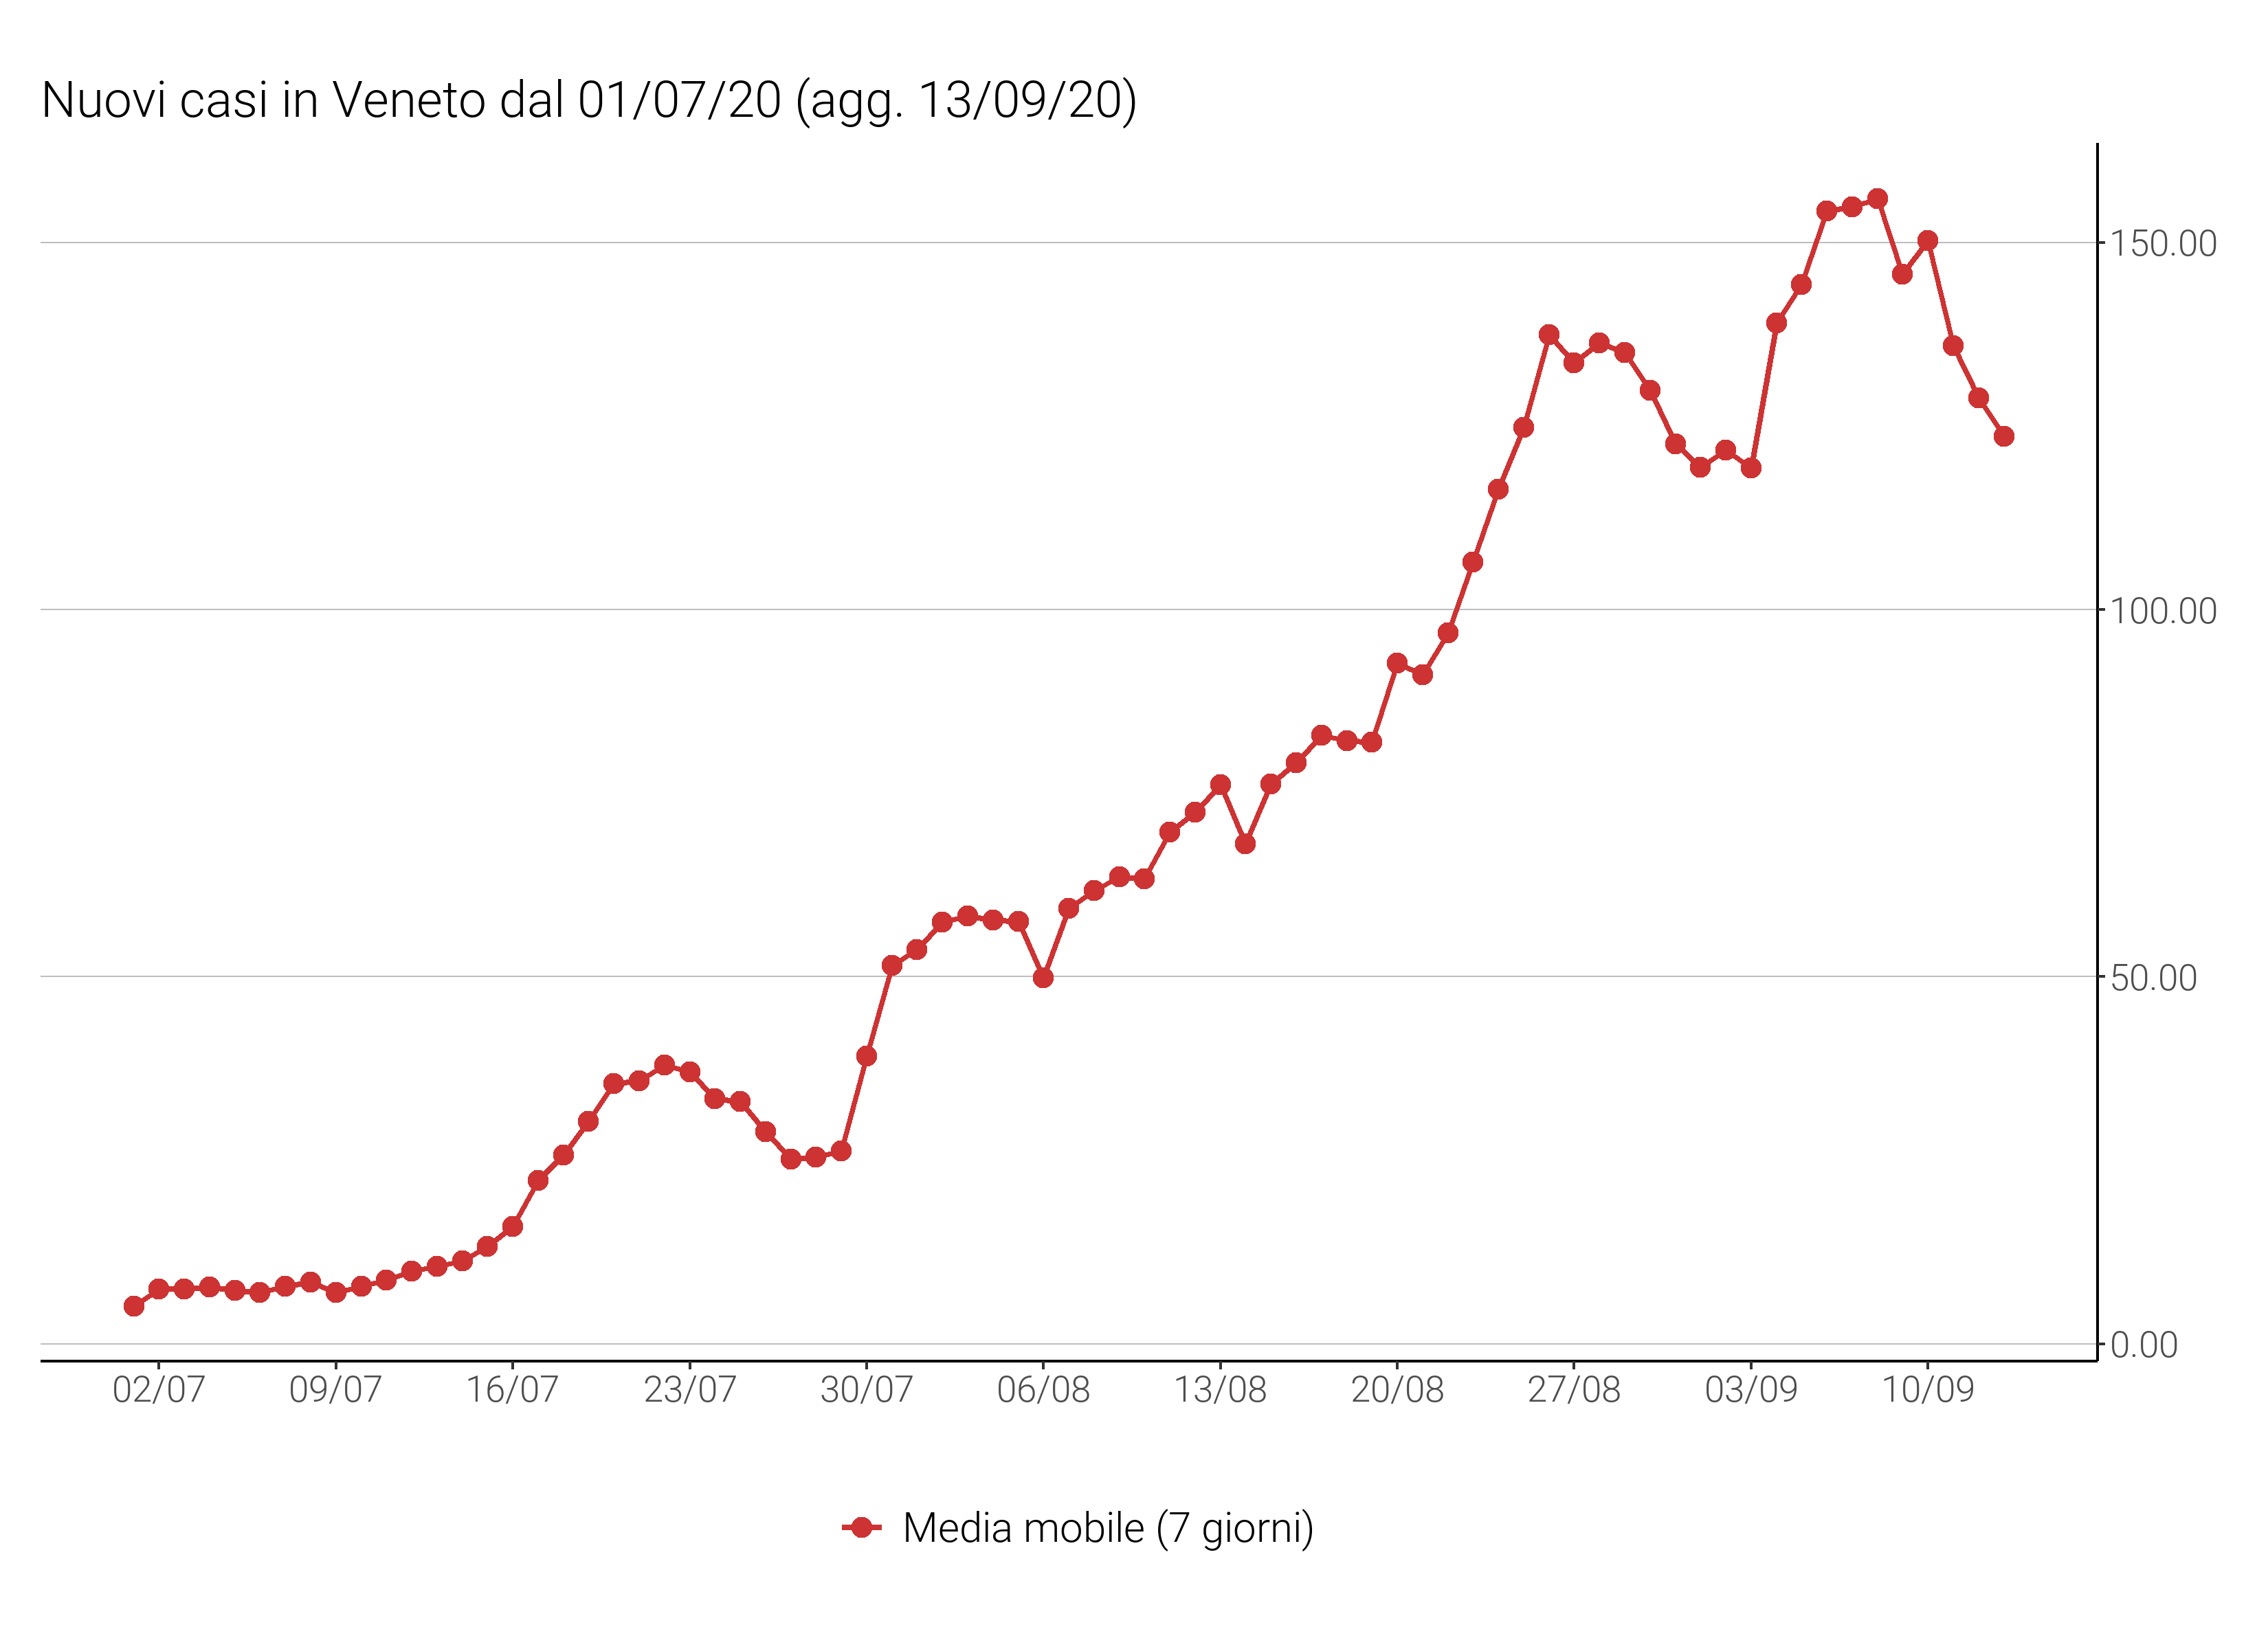 Nuovi casi in Veneto dal 01/07/20 (agg. 13/09/20)
150.00
100.00
50.00
0.00
02/07 09/07 16/07 23/07 30/07 06/08 13/08 20/08 27/08 03/09 10/09
Media mobile (7 giorni)